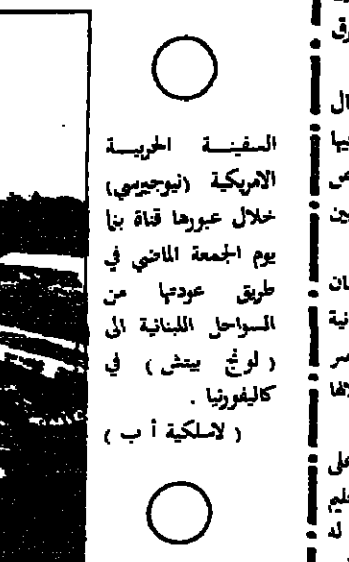 السفينة الحربية
الامريكية (نيوجيرسي)
خلال عبورها قناة بنما
يوم الجمعة الماضي في
طريق عودتها من
السواحل اللبنانية الى
( لونج بيتش ) في
كاليفورنيا .
( لاسلكية أ ب )